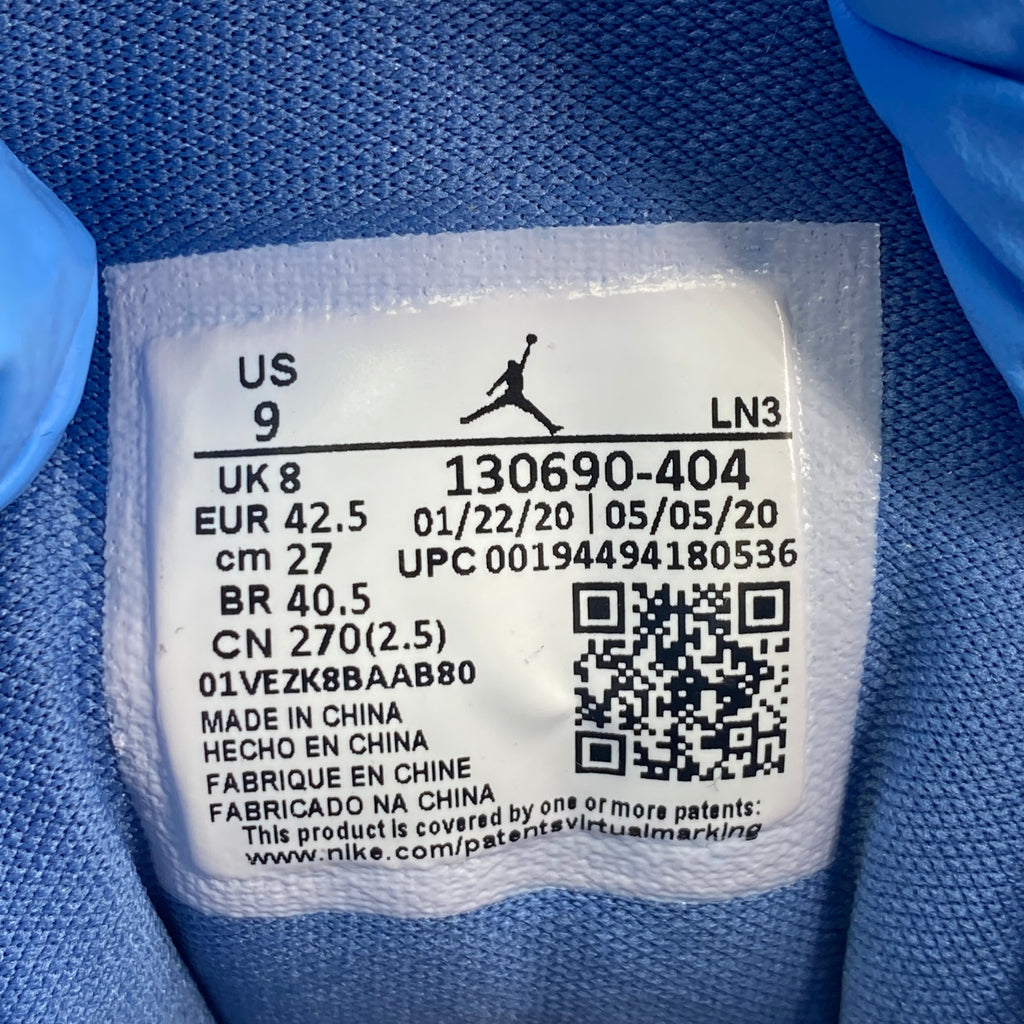 US
9
LN3
UK 8
130690-404
EUR 42.5
01/22/20 | 05/05/20
cm 27
UPC 00194494180536
BR 40.5
CN 270(2.5)
01VEZK8BAAB80
MADE IN CHINA
HECHO EN CHINA
FABRIQUE EN CHINE
FABRICADO NA CHINA
This product is covered by one or more patents:
www.nike.com/patentsvirtualmarking